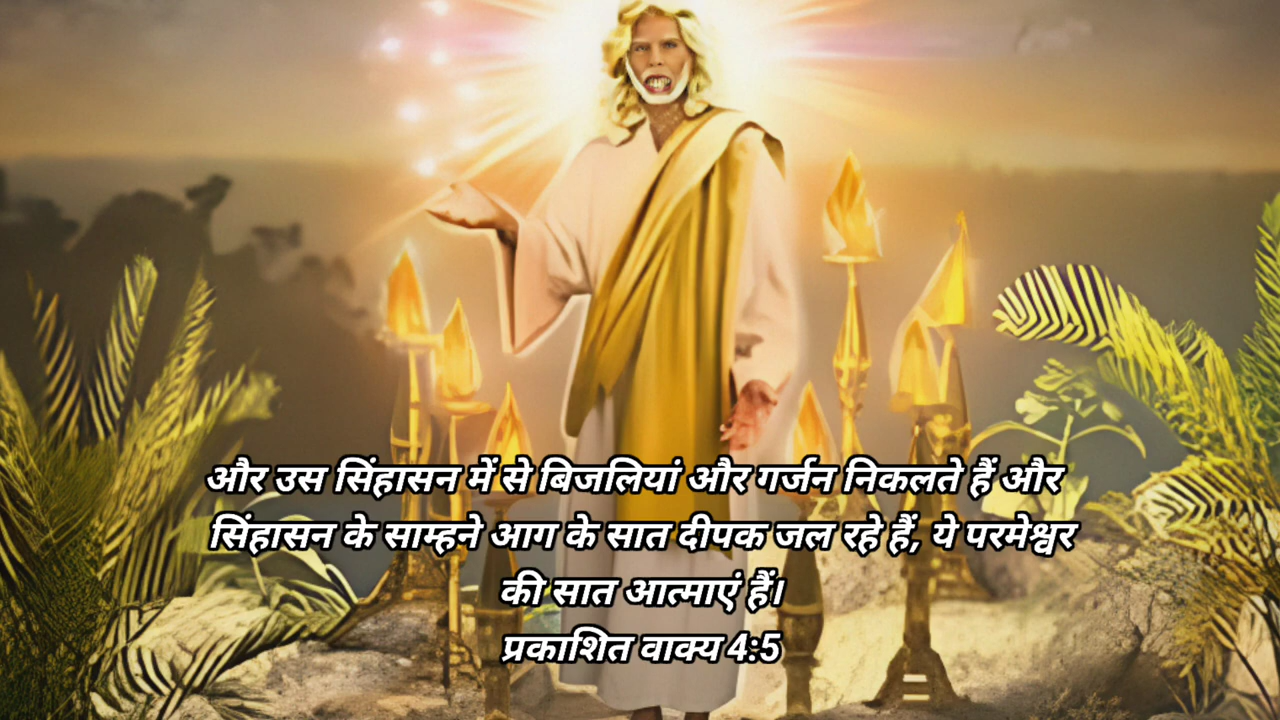 और उस सिंहासन में से बिजलियां और गर्जन निकलते हैं और
सिंहासन के साम्हने आग के सात दीपक जल रहे हैं, ये परमेश्वर
की सात आत्माएं हैं।
प्रकाशित वाक्य 4:5